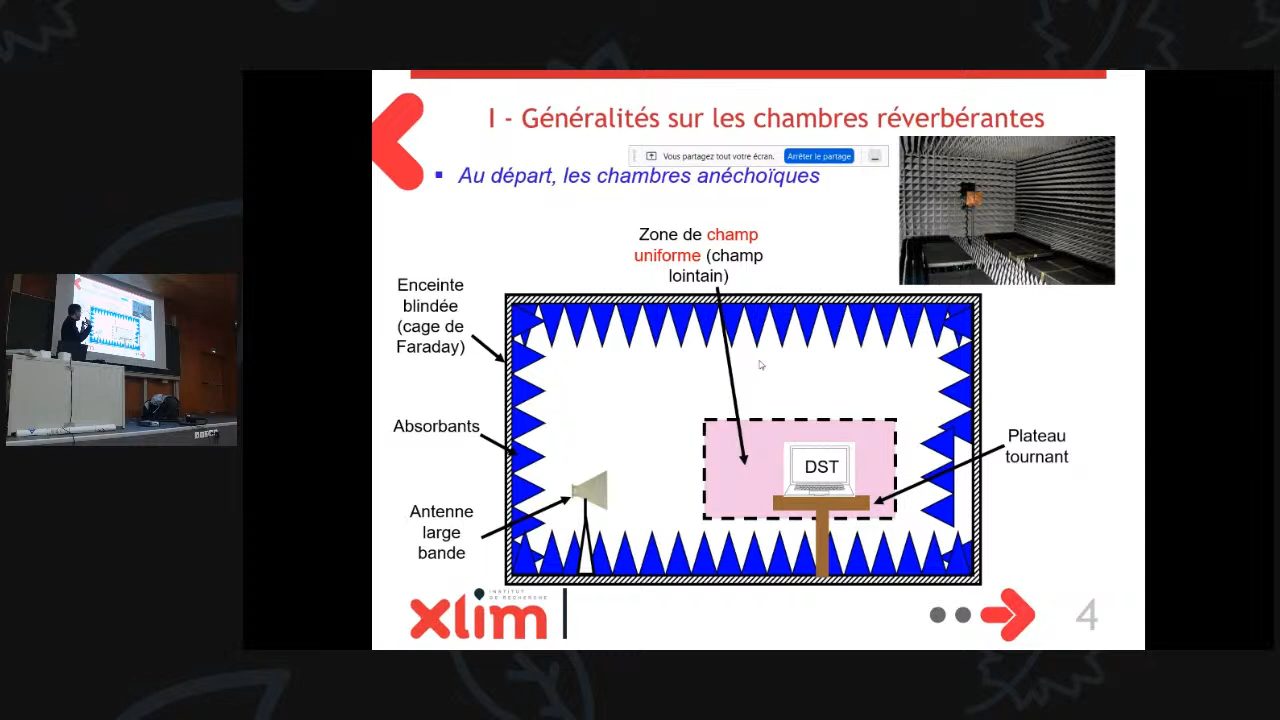 I - Généralités sur les chambres réverbérantes
Vous partagez tout votre écran.
Arrêter le partage
Au départ, les chambres anéchoïques
Zone de champ
uniforme (champ
lointain)
Enceinte
blindée
(cage de
Faraday)
Absorbants
Antenne
large
bande
DST
Plateau
tournant
INSTITUT
DE RECHERCHE
xlim
4